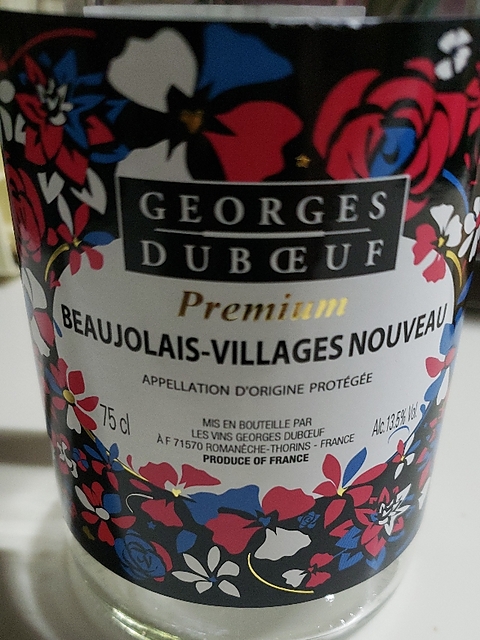 GEORGES
DUBŒUF
Premium
BEAUJOLAIS-VILLAGES NOUVEAU
APPELLATION D'ORIGINE PROTÉGÉE
75 cl
MIS EN BOUTEILLE PAR
LES VINS GEORGES DUBŒUF
À F 71570 ROMANÈCHE-THORINS - FRANCE
PRODUCE OF FRANCE
Alc.13.5% Vol.